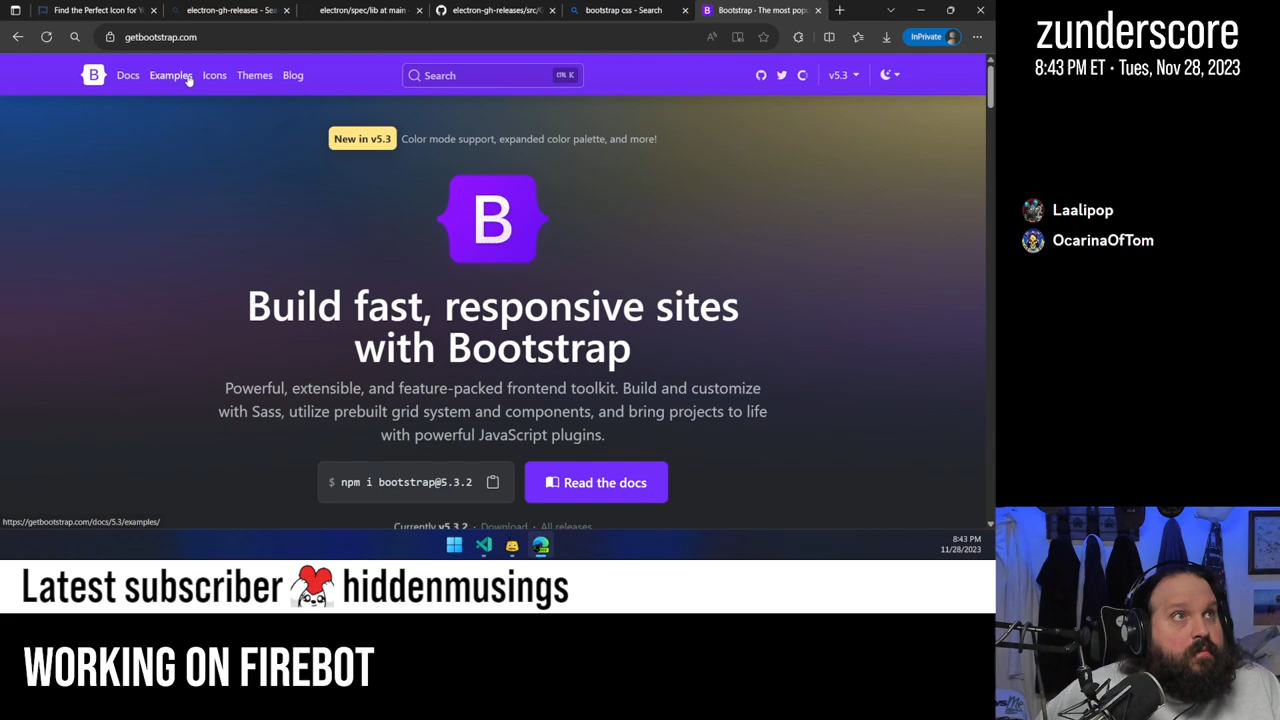 Find the Perfect Icon for Y
electron-gh-releases - Sea
electron/spec/lib at main ·
electron-gh-releases/src/C
bootstrap css - Search
Bootstrap · The most popu
getbootstrap.com
InPrivate
B
Docs
Examples
Icons
Themes
Blog
Search
CTRL K
v5.3
New in v5.3
Color mode support, expanded color palette, and more!
B
Build fast, responsive sites
with Bootstrap
Powerful, extensible, and feature-packed frontend toolkit. Build and customize
with Sass, utilize prebuilt grid system and components, and bring projects to life
with powerful JavaScript plugins.
$ npm i bootstrap@5.3.2
Read the docs
Currently v5.3.2 · Download · All releases
https://getbootstrap.com/docs/5.3/examples/
8:43 PM
11/28/2023
zunderscore
8:43 PM ET • Tues, Nov 28, 2023
Laalipop
OcarinaOfTom
Latest subscriber hiddenmusings
WORKING ON FIREBOT